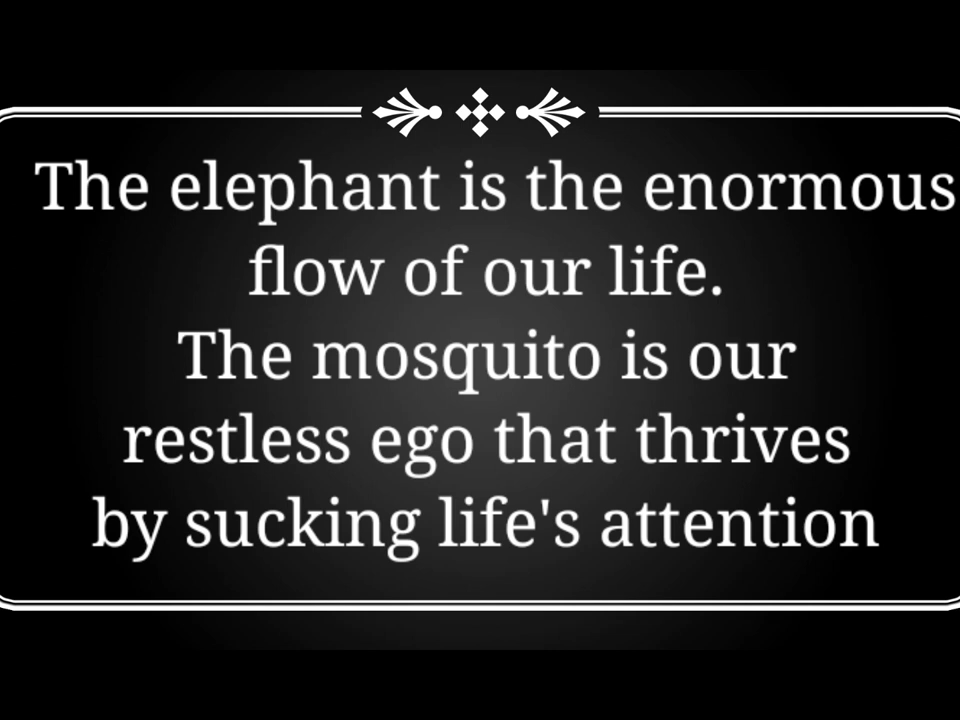 The elephant is the enormous
flow of our life.
The mosquito is our
restless ego that thrives
by sucking life's attention